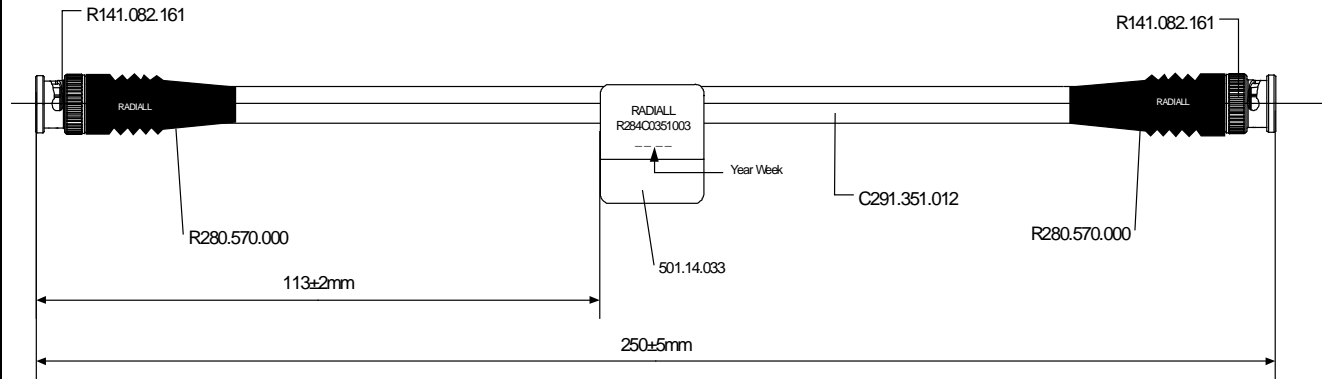 R141.082.161
R141.082.161
RADIALL
RADIALL
R284C0351003
_ _ _ _
RADIALL
Year Week
C291.351.012
R280.570.000
R280.570.000
501.14.033
113±2mm
250±5mm